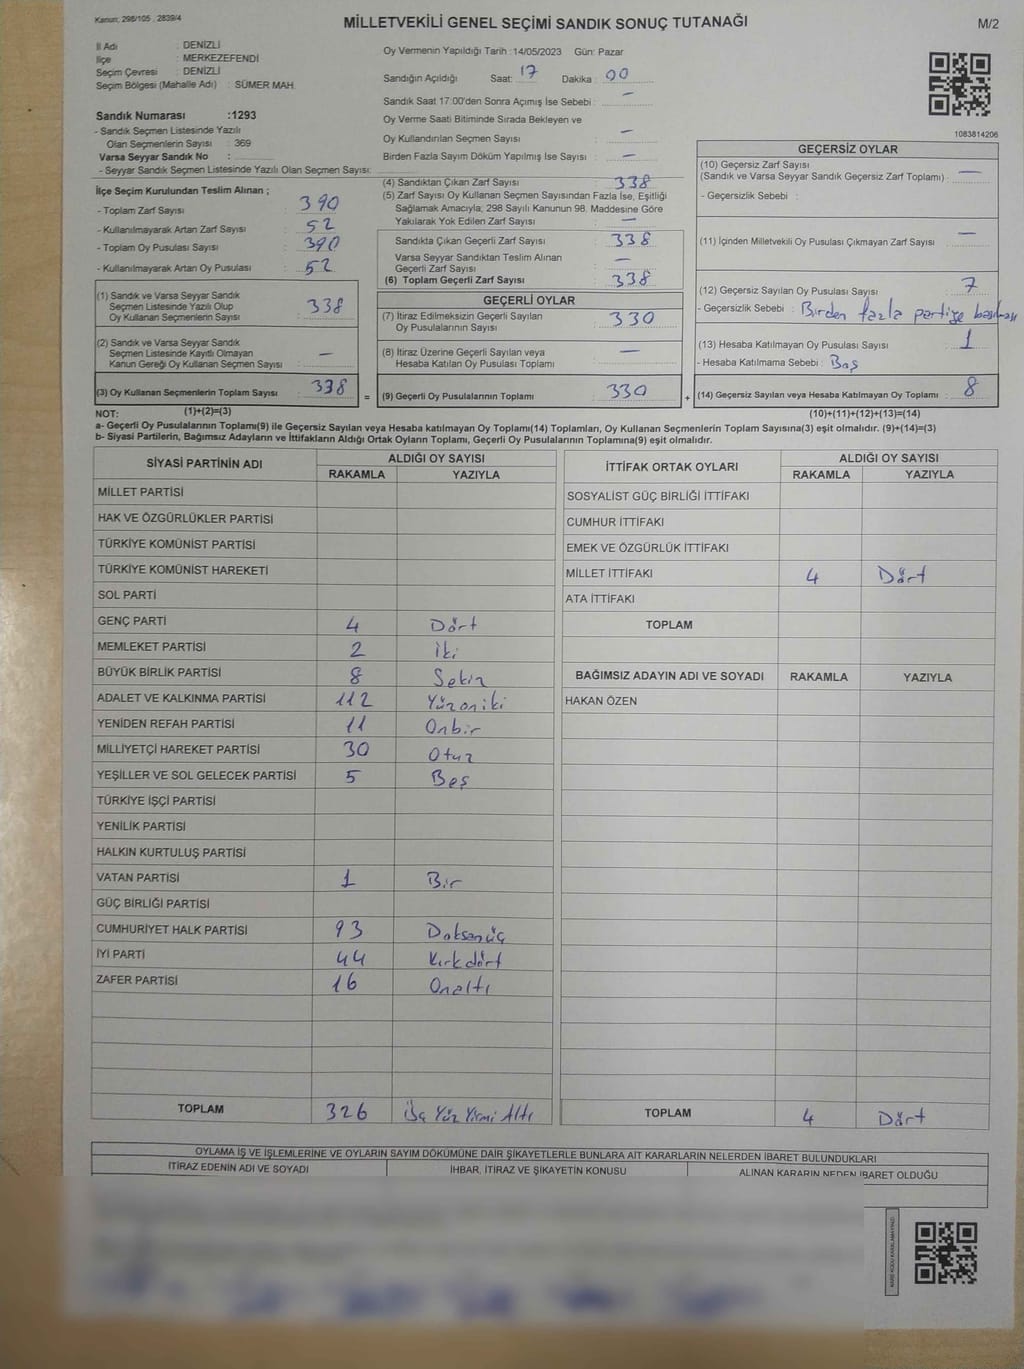 Kanun; 298/105 , 2839/4
MİLLETVEKİLİ GENEL SEÇİMİ SANDIK SONUÇ TUTANAĞI
M/2
İl Adı : DENİZLİ
İlçe : MERKEZEFENDİ
Seçim Çevresi : DENİZLİ
Seçim Bölgesi (Mahalle Adı) : SÜMER MAH.
Sandık Numarası :1293
- Sandık Seçmen Listesinde Yazılı
Olan Seçmenlerin Sayısı : 369
Varsa Seyyar Sandık No :
- Seyyar Sandık Seçmen Listesinde Yazılı Olan Seçmen Sayısı:
Oy Vermenin Yapıldığı Tarih :14/05/2023 Gün: Pazar
Sandığın Açıldığı Saat: 17 Dakika : 00
Sandık Saat 17:00'den Sonra Açımış İse Sebebi : —
Oy Verme Saati Bitiminde Sırada Bekleyen ve
Oy Kullandırılan Seçmen Sayısı : —
Birden Fazla Sayım Döküm Yapılmış İse Sayısı : —
1083814206
İlçe Seçim Kurulundan Teslim Alınan ;
- Toplam Zarf Sayısı : 390
- Kullanılmayarak Artan Zarf Sayısı : 52
- Toplam Oy Pusulası Sayısı : 390
- Kullanılmayarak Artan Oy Pusulası : 52
(1) Sandık ve Varsa Seyyar Sandık
Seçmen Listesinde Yazılı Olup
Oy Kullanan Seçmenlerin Sayısı : 338
(2) Sandık ve Varsa Seyyar Sandık
Seçmen Listesinde Kayıtlı Olmayan
Kanun Gereği Oy Kullanan Seçmen Sayısı : —
(3) Oy Kullanan Seçmenlerin Toplam Sayısı : 338
(1)+(2)=(3)
(4) Sandıktan Çıkan Zarf Sayısı : 338
(5) Zarf Sayısı Oy Kullanan Seçmen Sayısından Fazla İse, Eşitliği
Sağlamak Amacıyla, 298 Sayılı Kanunun 98. Maddesine Göre
Yakılarak Yok Edilen Zarf Sayısı : —
Sandıkta Çıkan Geçerli Zarf Sayısı : 338
Varsa Seyyar Sandıktan Teslim Alınan
Geçerli Zarf Sayısı : —
(6) Toplam Geçerli Zarf Sayısı : 338
GEÇERLİ OYLAR
(7) İtiraz Edilmeksizin Geçerli Sayılan
Oy Pusulalarının Sayısı : 330
(8) İtiraz Üzerine Geçerli Sayılan veya
Hesaba Katılan Oy Pusulası Toplamı : —
= (9) Geçerli Oy Pusulalarının Toplamı : 330
GEÇERSİZ OYLAR
(10) Geçersiz Zarf Sayısı
(Sandık ve Varsa Seyyar Sandık Geçersiz Zarf Toplamı) : —
- Geçersizlik Sebebi :
(11) İçinden Milletvekili Oy Pusulası Çıkmayan Zarf Sayısı : —
(12) Geçersiz Sayılan Oy Pusulası Sayısı : 7
- Geçersizlik Sebebi : Birden fazla partiye basılması
(13) Hesaba Katılmayan Oy Pusulası Sayısı : 1
- Hesaba Katılmama Sebebi : Boş
+ (14) Geçersiz Sayılan veya Hesaba Katılmayan Oy Toplamı : 8
(10)+(11)+(12)+(13)=(14)
NOT:
a- Geçerli Oy Pusulalarının Toplamı(9) ile Geçersiz Sayılan veya Hesaba katılmayan Oy Toplamı(14) Toplamları, Oy Kullanan Seçmenlerin Toplam Sayısına(3) eşit olmalıdır. (9)+(14)=(3)
b- Siyasi Partilerin, Bağımsız Adayların ve İttifakların Aldığı Ortak Oyların Toplamı, Geçerli Oy Pusulalarının Toplamına(9) eşit olmalıdır.
SİYASİ PARTİNİN ADI ALDIĞI OY SAYISI
RAKAMLA YAZIYLA
MİLLET PARTİSİ
HAK VE ÖZGÜRLÜKLER PARTİSİ
TÜRKİYE KOMÜNİST PARTİSİ
TÜRKİYE KOMÜNİST HAREKETİ
SOL PARTİ
GENÇ PARTİ 4 Dört
MEMLEKET PARTİSİ 2 İki
BÜYÜK BİRLİK PARTİSİ 8 Sekiz
ADALET VE KALKINMA PARTİSİ 112 Yüzoniki
YENİDEN REFAH PARTİSİ 11 Onbir
MİLLİYETÇİ HAREKET PARTİSİ 30 Otuz
YEŞİLLER VE SOL GELECEK PARTİSİ 5 Beş
TÜRKİYE İŞÇİ PARTİSİ
YENİLİK PARTİSİ
HALKIN KURTULUŞ PARTİSİ
VATAN PARTİSİ 1 Bir
GÜÇ BİRLİĞİ PARTİSİ
CUMHURİYET HALK PARTİSİ 93 Doksanüç
İYİ PARTİ 44 Kırkdört
ZAFER PARTİSİ 16 Onaltı
TOPLAM 326 Üç Yüz Yirmi Altı
İTTİFAK ORTAK OYLARI ALDIĞI OY SAYISI
RAKAMLA YAZIYLA
SOSYALİST GÜÇ BİRLİĞİ İTTİFAKI
CUMHUR İTTİFAKI
EMEK VE ÖZGÜRLÜK İTTİFAKI
MİLLET İTTİFAKI 4 Dört
ATA İTTİFAKI
TOPLAM
BAĞIMSIZ ADAYIN ADI VE SOYADI RAKAMLA YAZIYLA
HAKAN ÖZEN
TOPLAM 4 Dört
OYLAMA İŞ VE İŞLEMLERİNE VE OYLARIN SAYIM DÖKÜMÜNE DAİR ŞİKAYETLERLE BUNLARA AİT KARARLARIN NELERDEN İBARET BULUNDUKLARI
İTİRAZ EDENİN ADI VE SOYADI İHBAR, İTİRAZ VE ŞİKAYETİN KONUSU ALINAN KARARIN NEDEN İBARET OLDUĞU